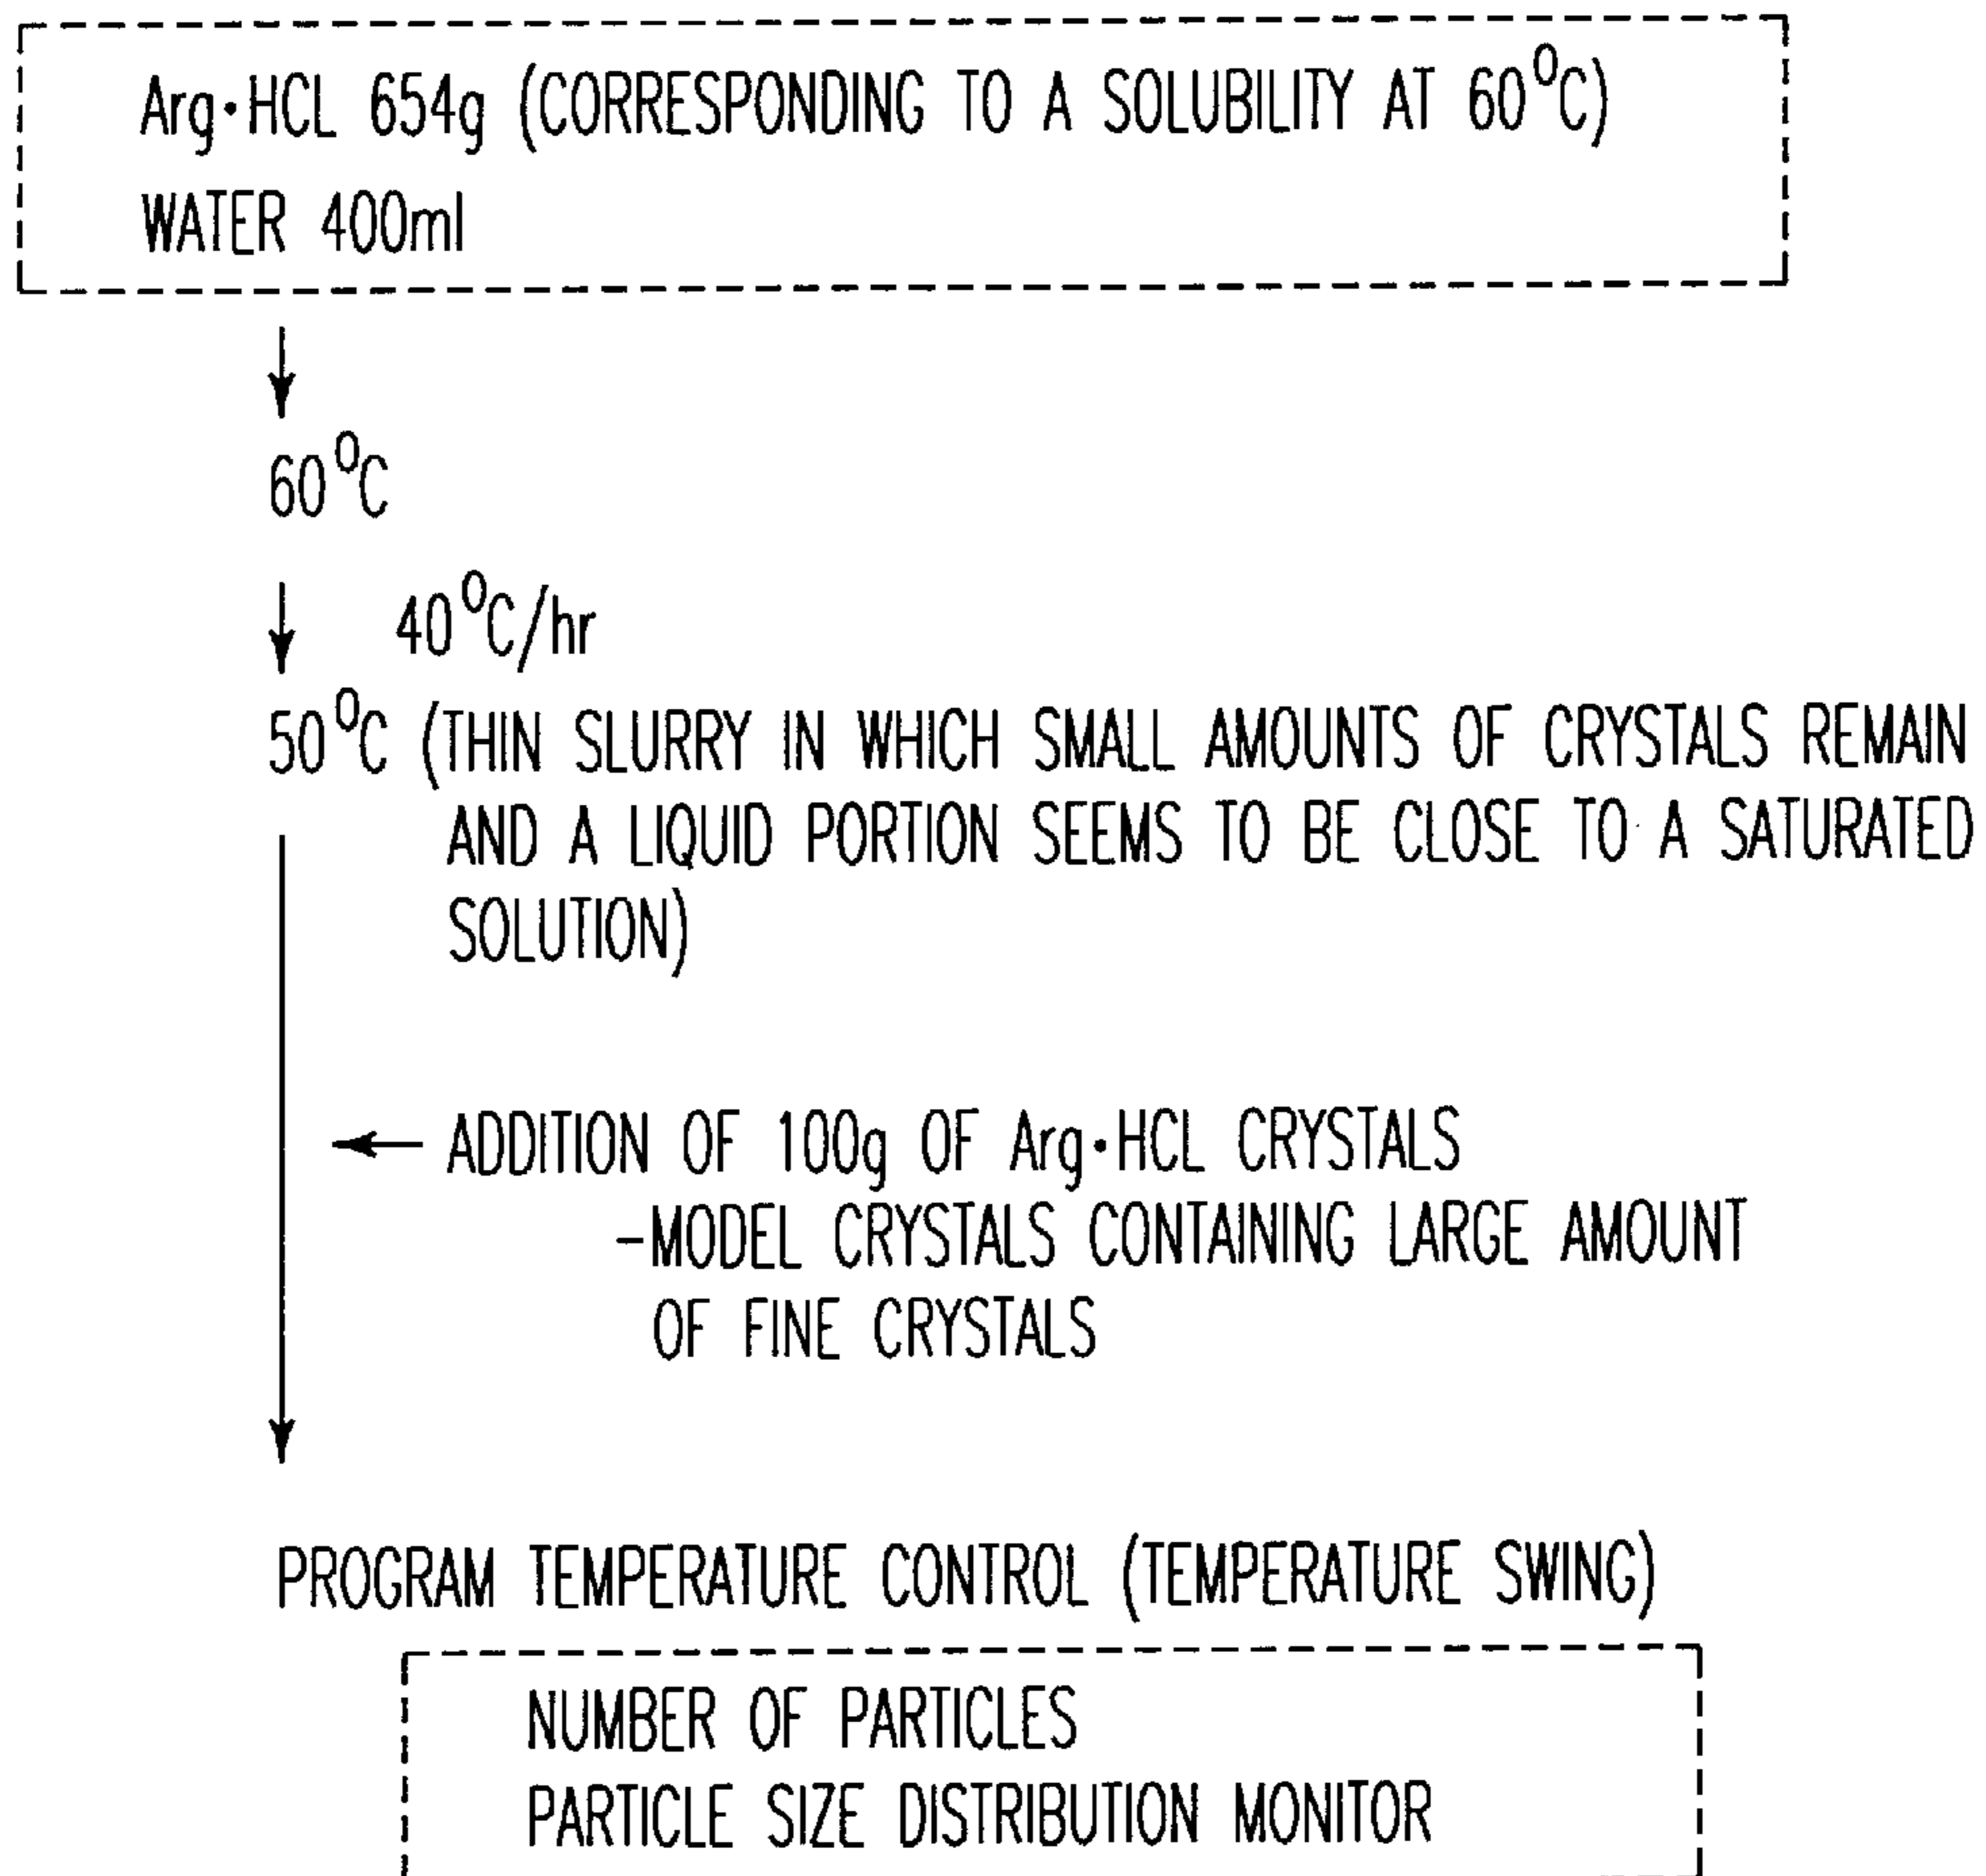 Arg•HCL 654g (CORRESPONDING TO A SOLUBILITY AT 60°C)
WATER 400ml
60°C
40°C/hr
50°C (THIN SLURRY IN WHICH SMALL AMOUNTS OF CRYSTALS REMAIN
AND A LIQUID PORTION SEEMS TO BE CLOSE TO A SATURATED
SOLUTION)
ADDITION OF 100g OF Arg•HCL CRYSTALS
-MODEL CRYSTALS CONTAINING LARGE AMOUNT
OF FINE CRYSTALS
PROGRAM TEMPERATURE CONTROL (TEMPERATURE SWING)
NUMBER OF PARTICLES
PARTICLE SIZE DISTRIBUTION MONITOR